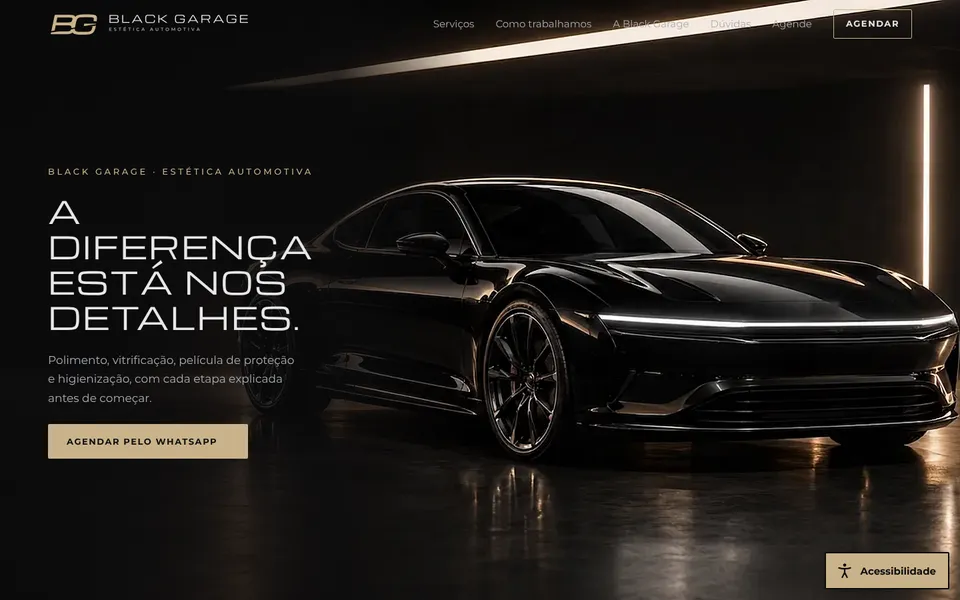 BG BLACK GARAGE
ESTÉTICA AUTOMOTIVA
Serviços Como trabalhamos A Black Garage Dúvidas Agende AGENDAR
BLACK GARAGE · ESTÉTICA AUTOMOTIVA
A
DIFERENÇA
ESTÁ NOS
DETALHES.
Polimento, vitrificação, película de proteção
e higienização, com cada etapa explicada
antes de começar.
AGENDAR PELO WHATSAPP
Acessibilidade